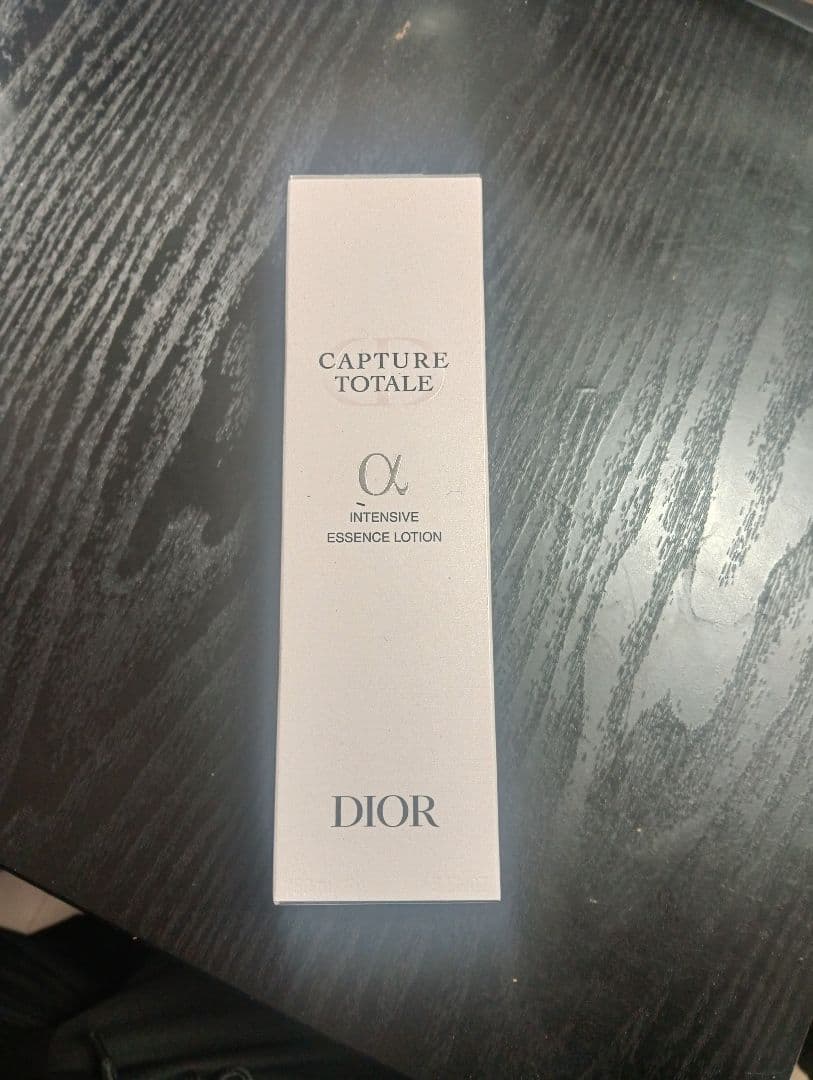 CAPTURE
TOTALE
α
INTENSIVE
ESSENCE LOTION
DIOR